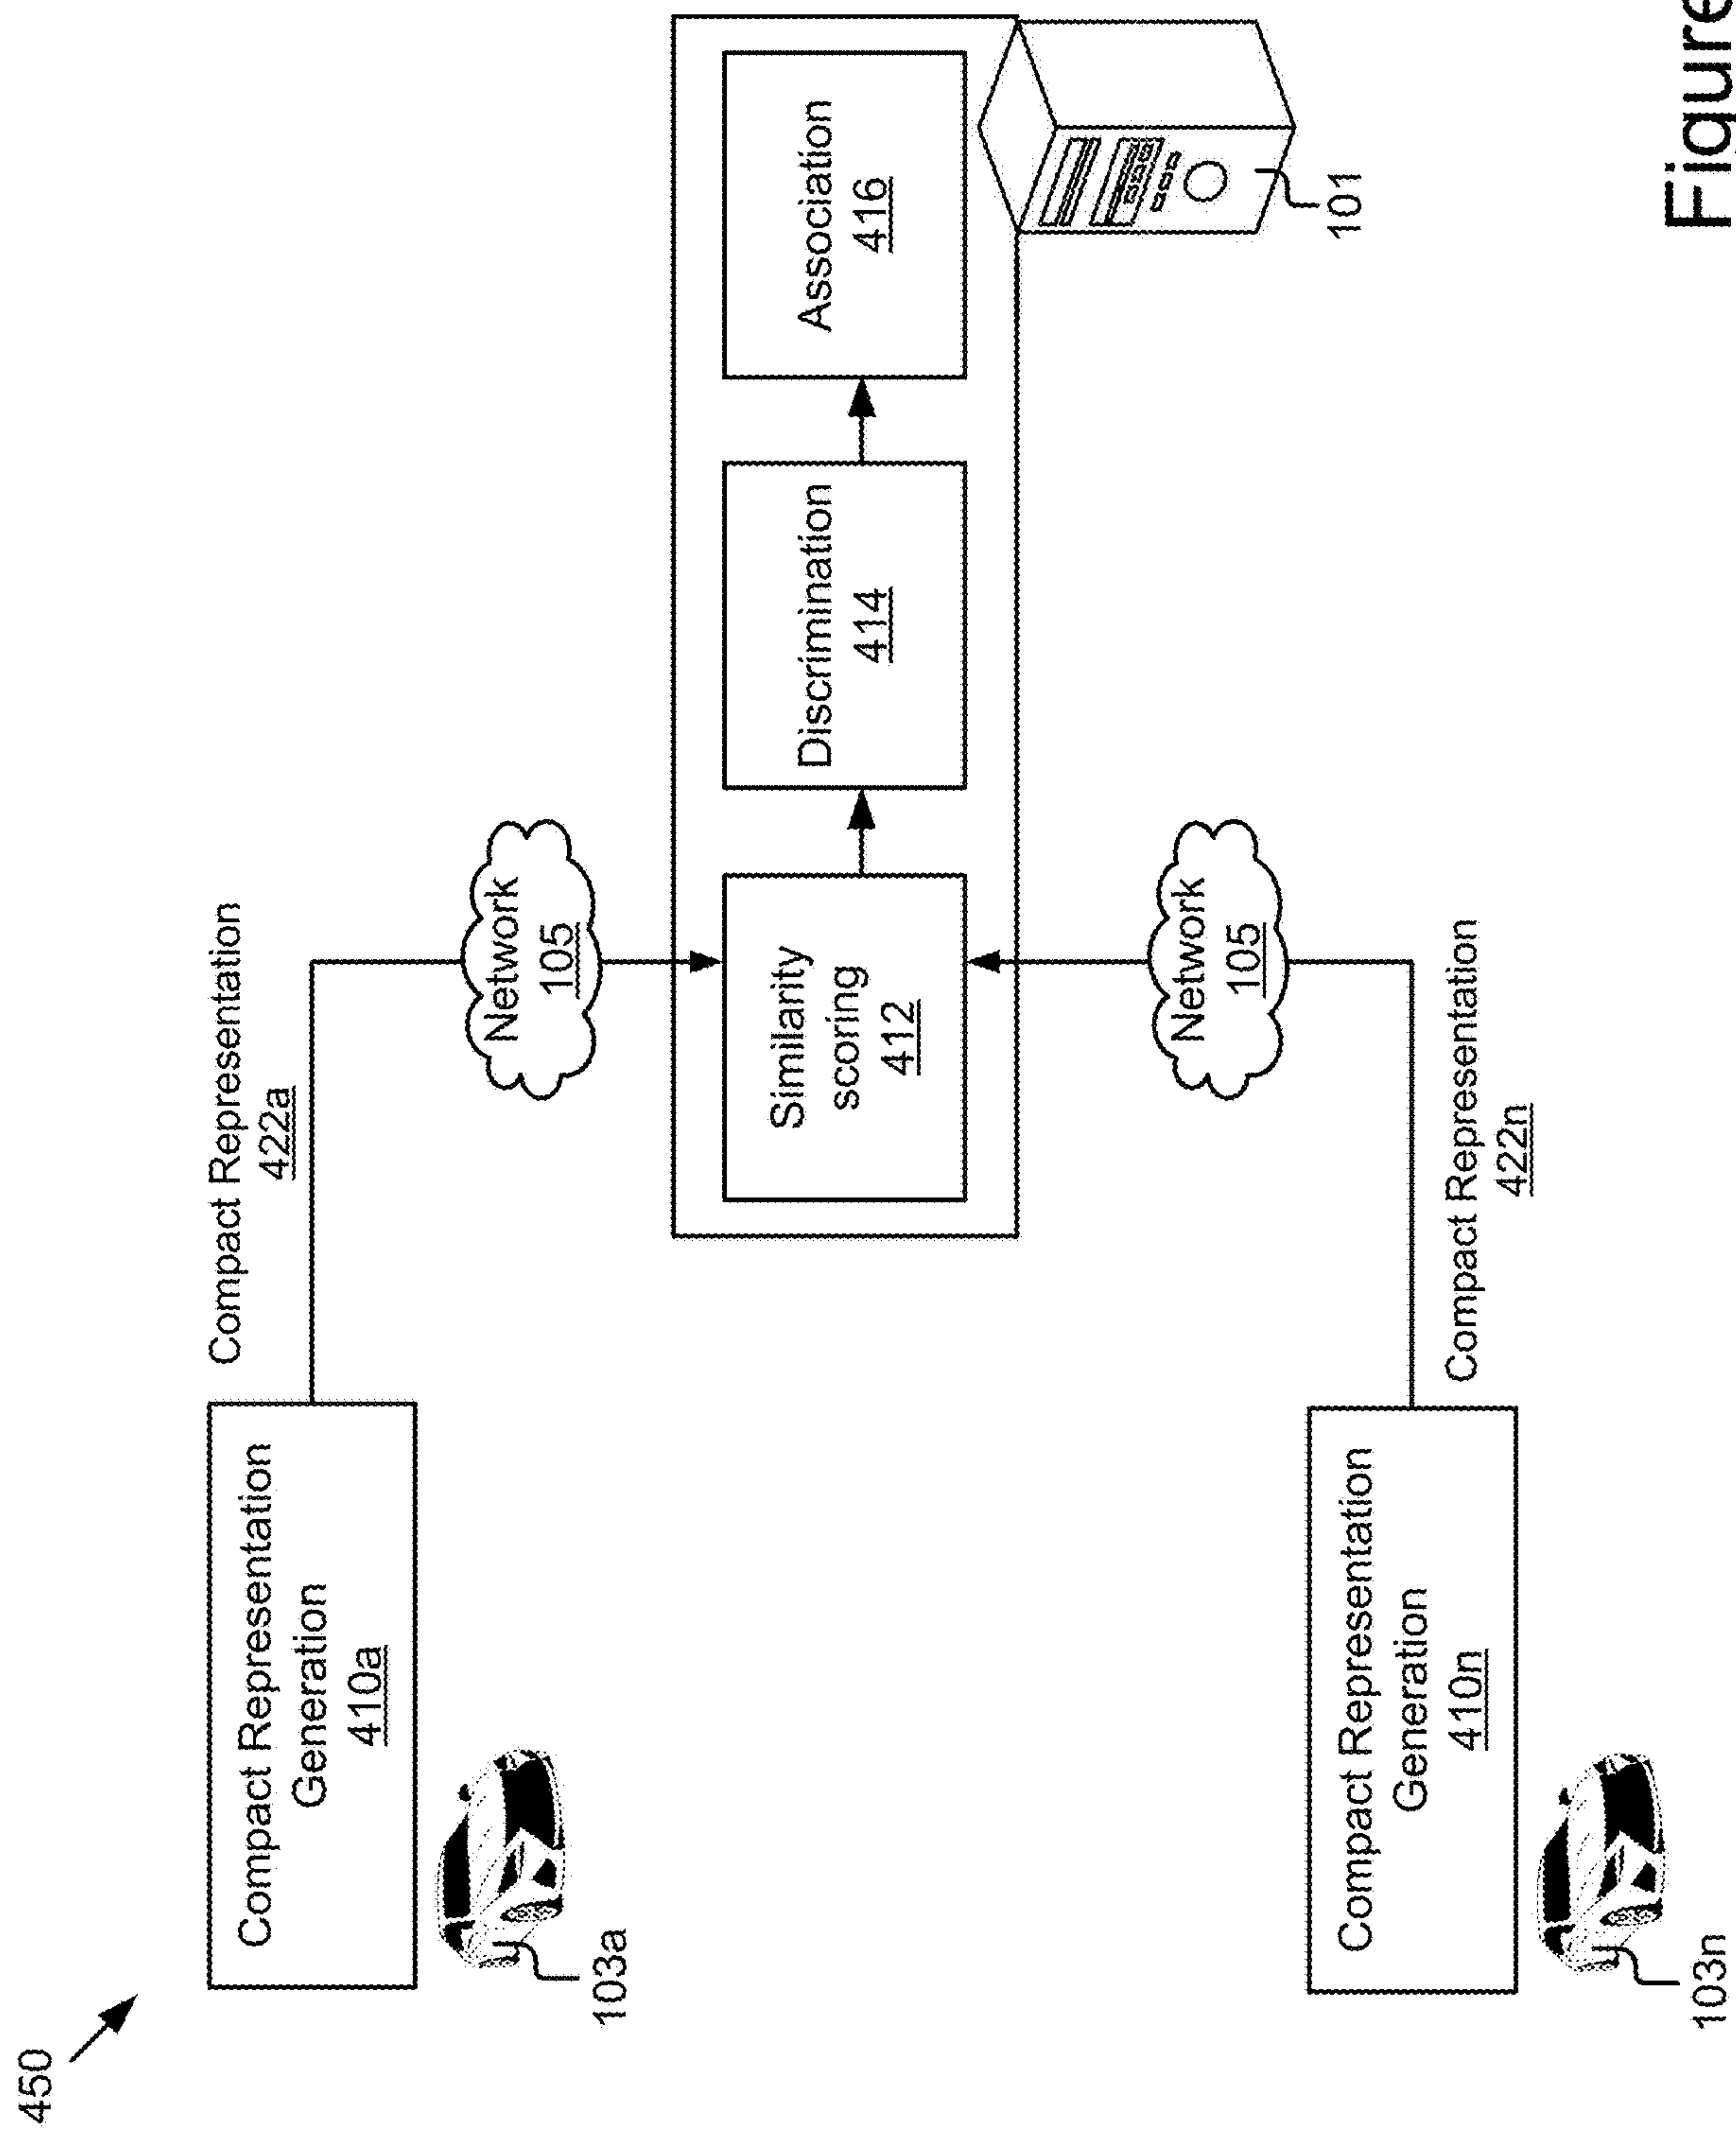 450
Compact Representation
Generation
410a
103a
Compact Representation
422a
Network
105
Similarity
scoring
412
Discrimination
414
Association
416
101
Network
105
Compact Representation
422n
Compact Representation
Generation
410n
103n
Figure